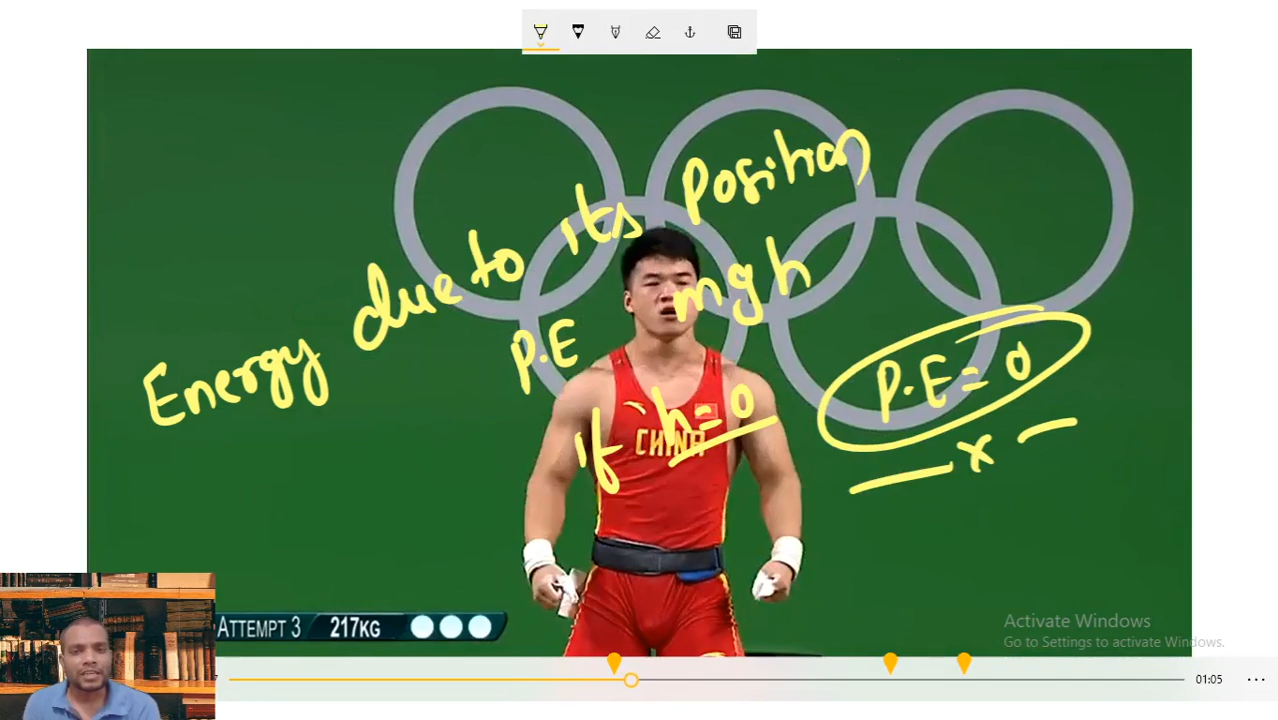 Energy due to its Position
P.E mgh
If h=0 P.E=0
x
CHINA
ATTEMPT 3 217KG
Activate Windows
Go to Settings to activate Windows.
01:05